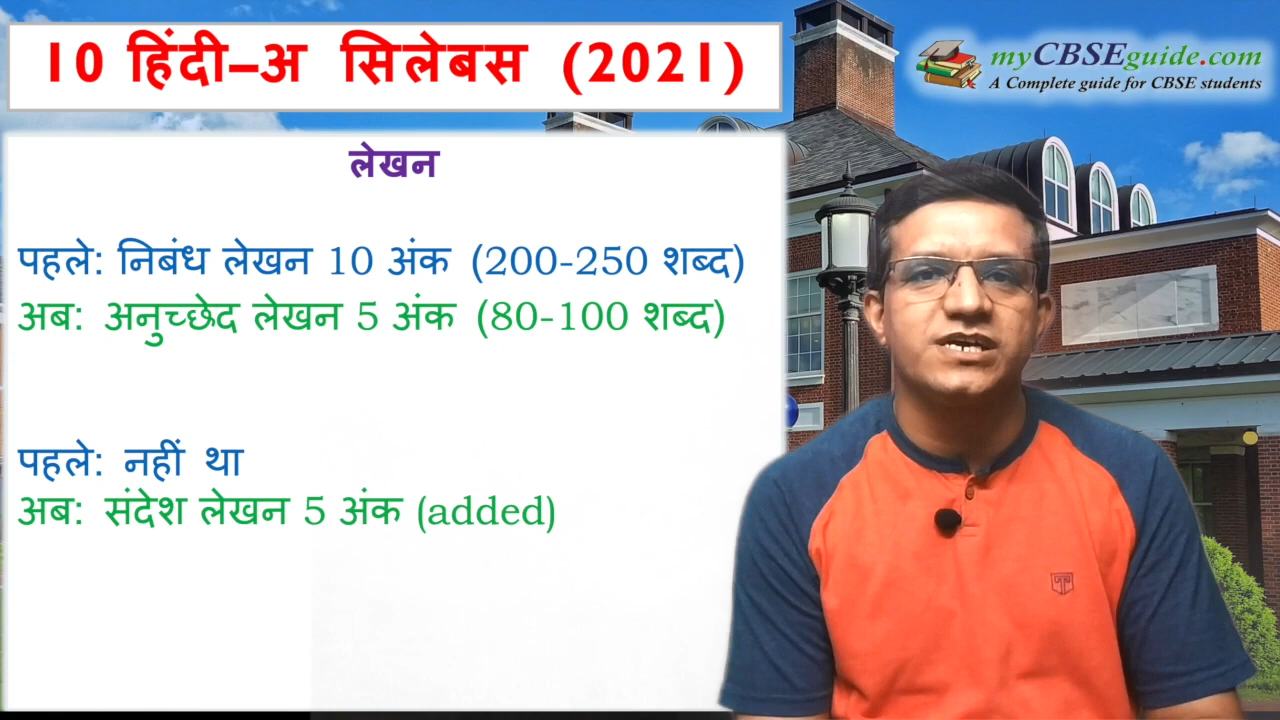 10 हिंदी–अ सिलेबस (2021)
myCBSEguide.com
A Complete guide for CBSE students
लेखन
पहले: निबंध लेखन 10 अंक (200-250 शब्द)
अब: अनुच्छेद लेखन 5 अंक (80-100 शब्द)
पहले: नहीं था
अब: संदेश लेखन 5 अंक (added)